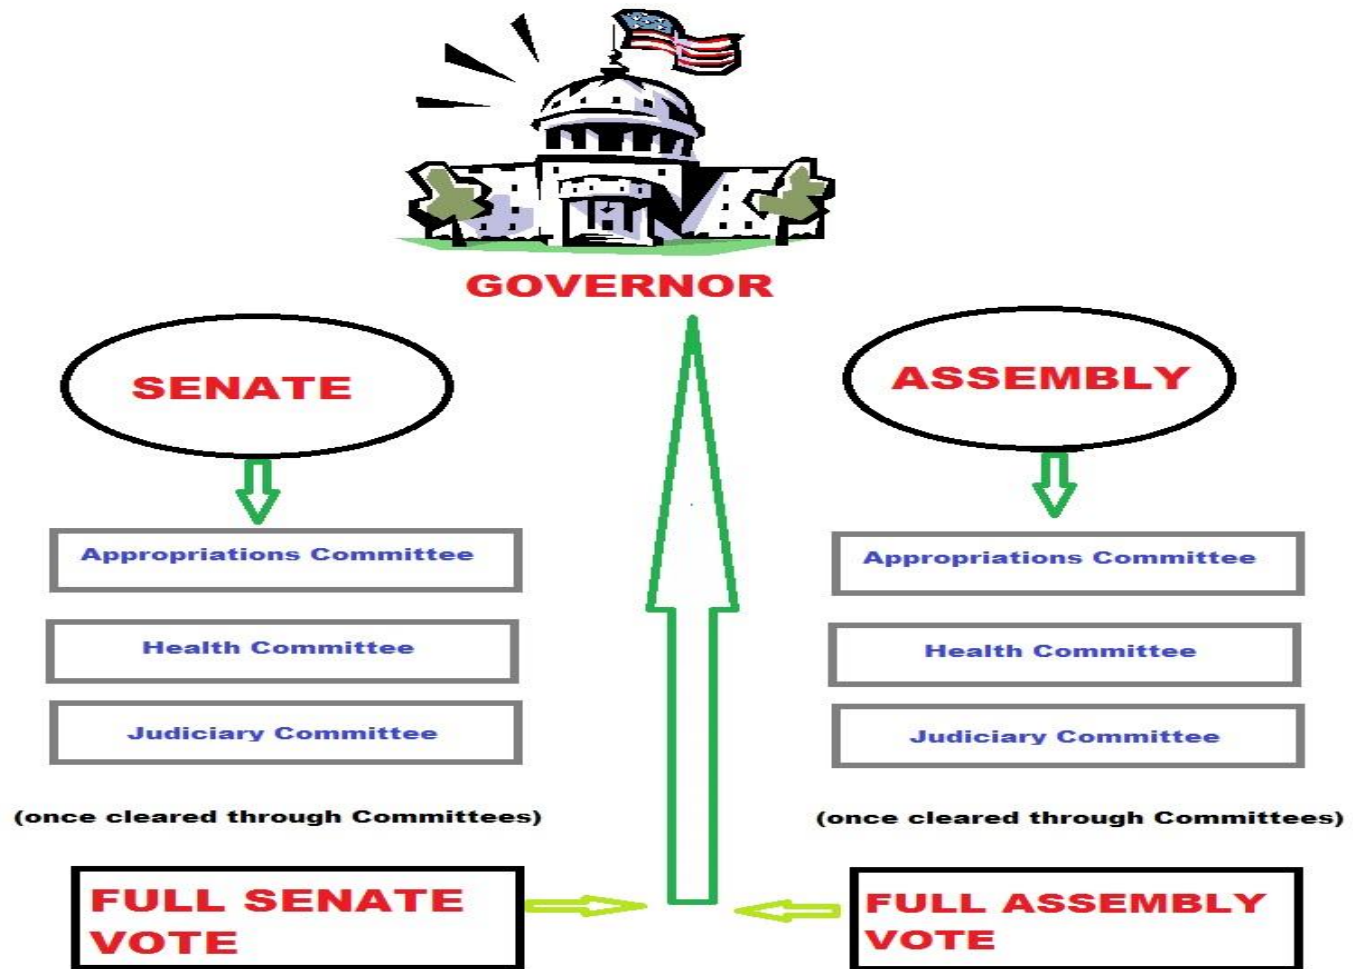 GOVERNOR
SENATE
Appropriations Committee
Health Committee
Judiciary Committee
(once cleared through Committees)
FULL SENATE
VOTE
ASSEMBLY
Appropriations Committee
Health Committee
Judiciary Committee
(once cleared through Committees)
FULL ASSEMBLY
VOTE